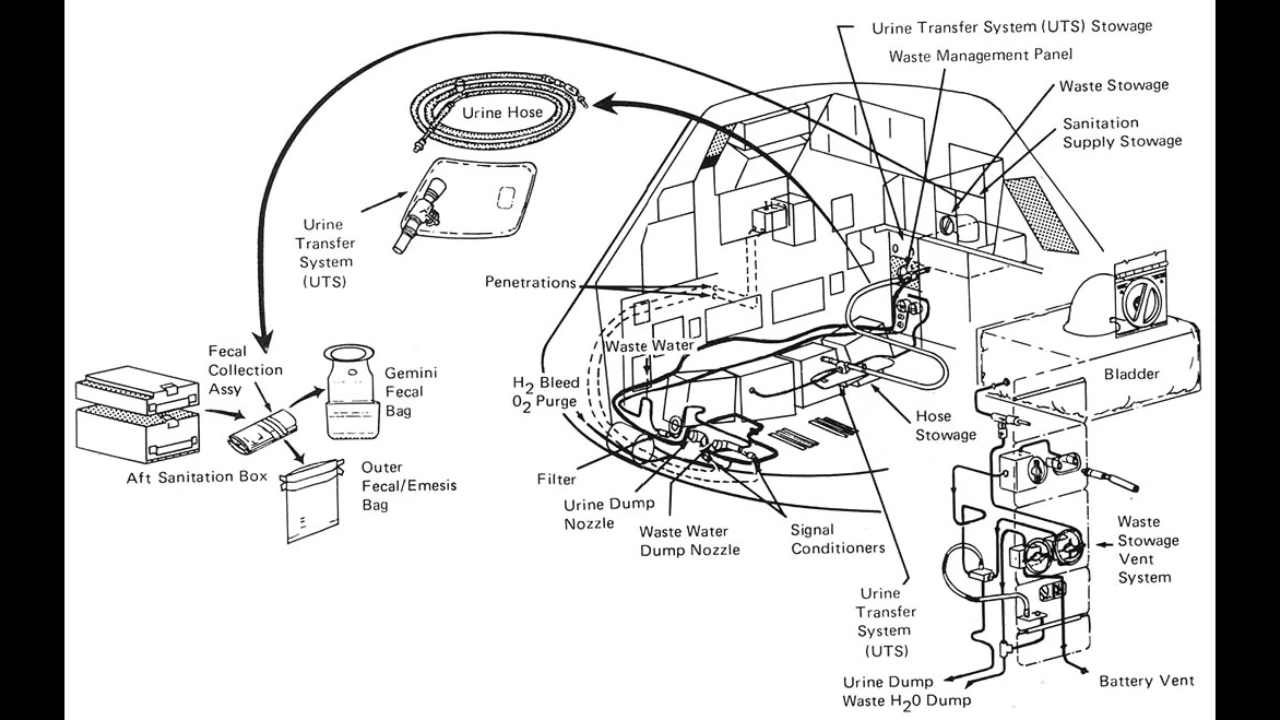 Urine Transfer System (UTS) Stowage
Waste Management Panel
Waste Stowage
Sanitation
Supply Stowage
Urine Hose
Urine
Transfer
System
(UTS)
Penetrations
Waste Water
H2 Bleed
O2 Purge
Fecal
Collection
Assy
Gemini
Fecal
Bag
Bladder
Hose
Stowage
Aft Sanitation Box
Outer
Fecal/Emesis
Bag
Filter
Urine Dump
Nozzle
Waste Water
Dump Nozzle
Signal
Conditioners
Waste
Stowage
Vent
System
Urine
Transfer
System
(UTS)
Urine Dump
Waste H20 Dump
Battery Vent